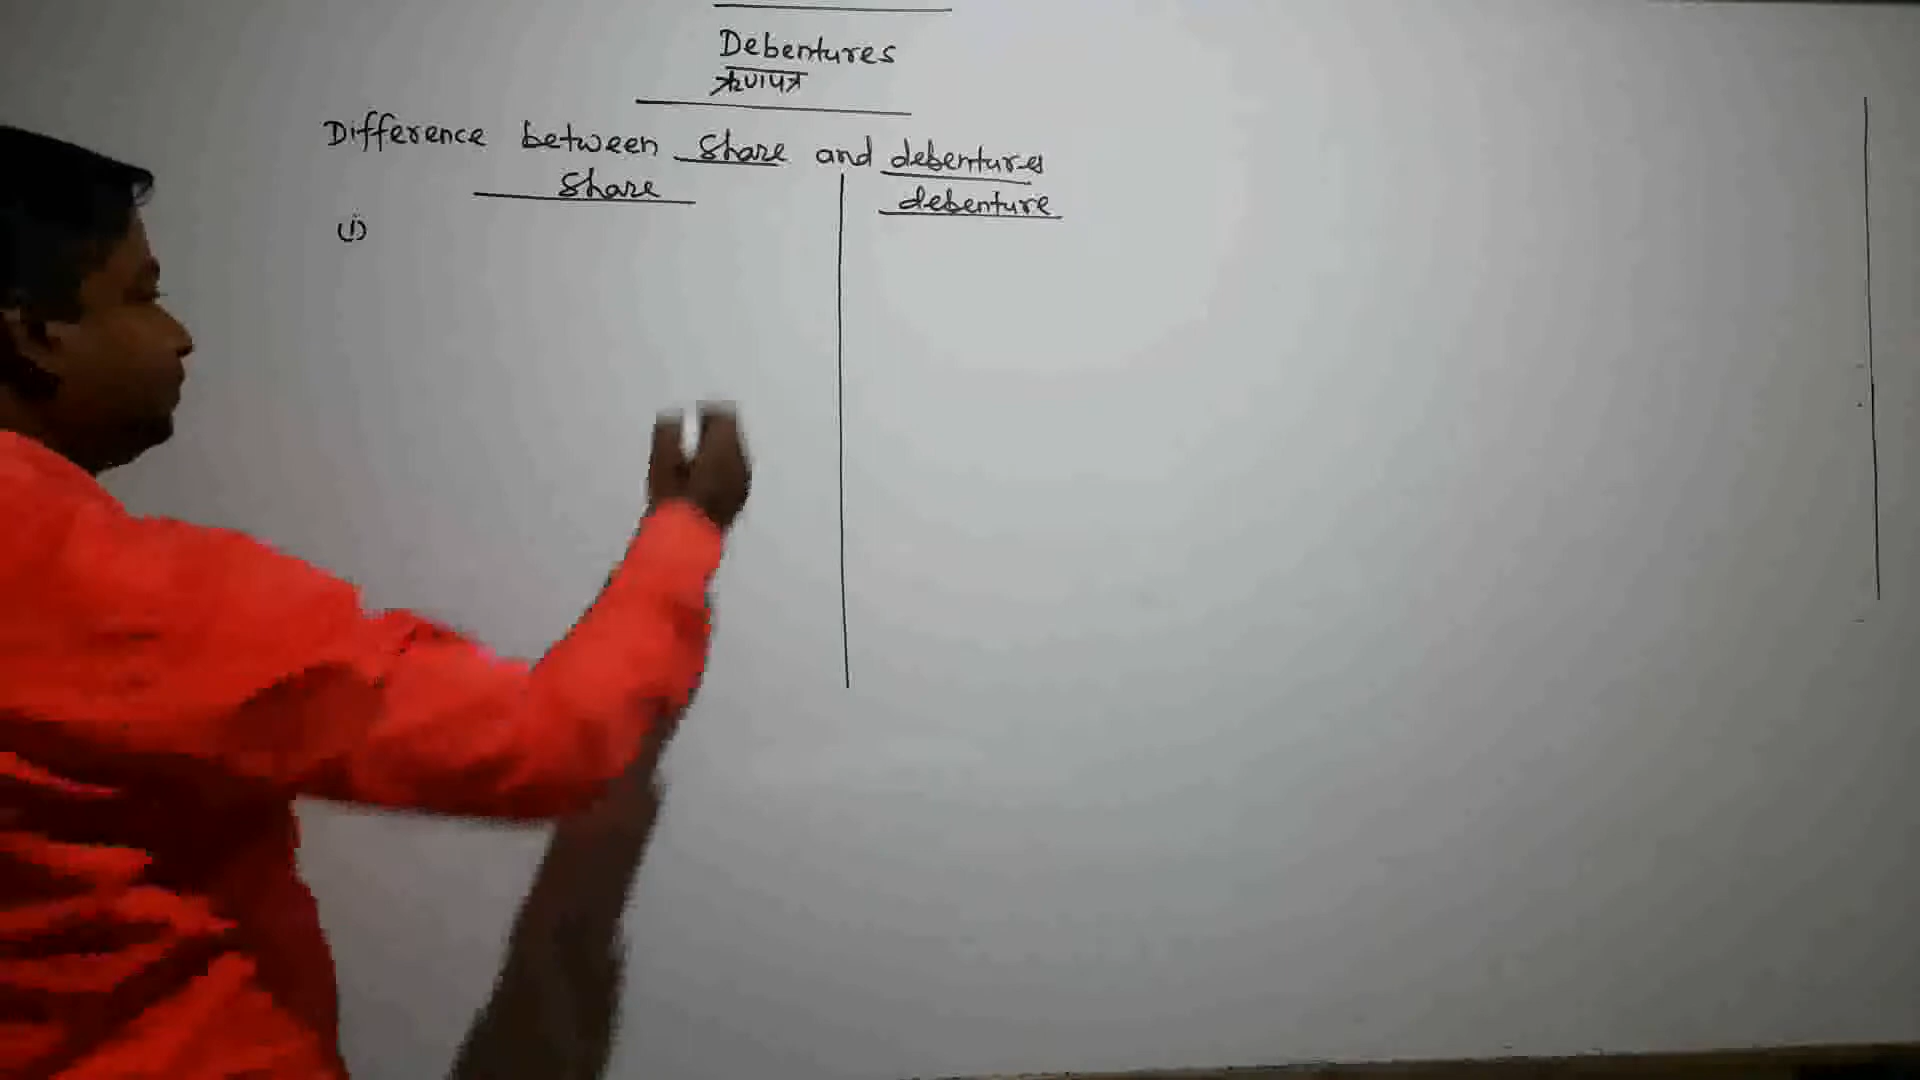 Debentures
ऋणपत्र
Difference between share and debentures
share
debenture
(i)